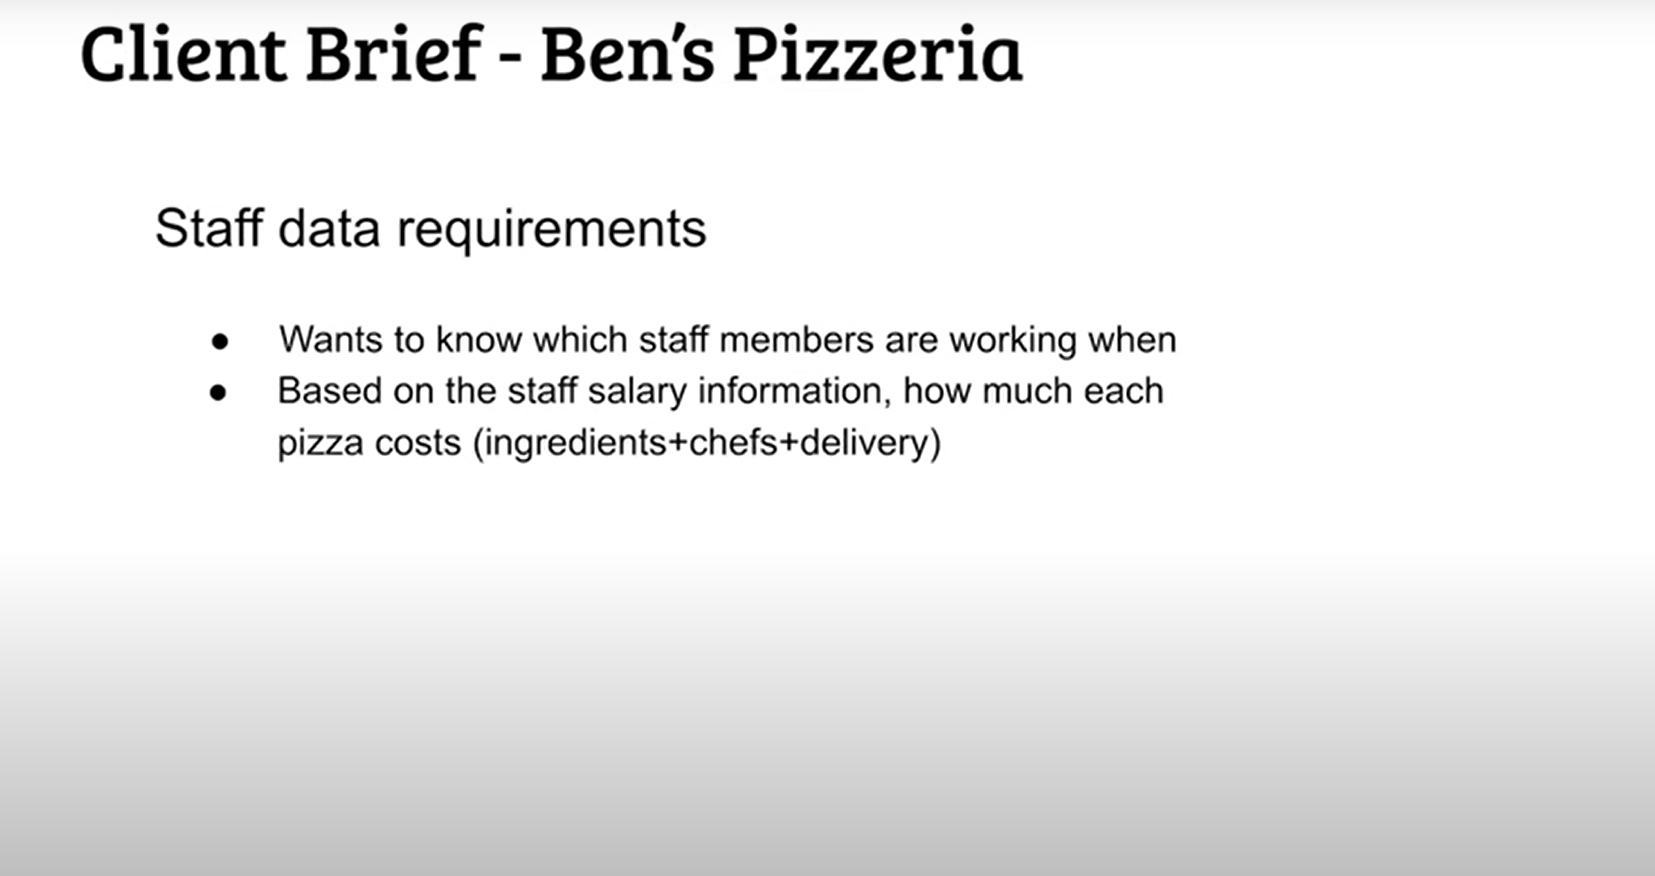 Client Brief - Ben's Pizzeria
Staff data requirements
● Wants to know which staff members are working when
● Based on the staff salary information, how much each
pizza costs (ingredients+chefs+delivery)